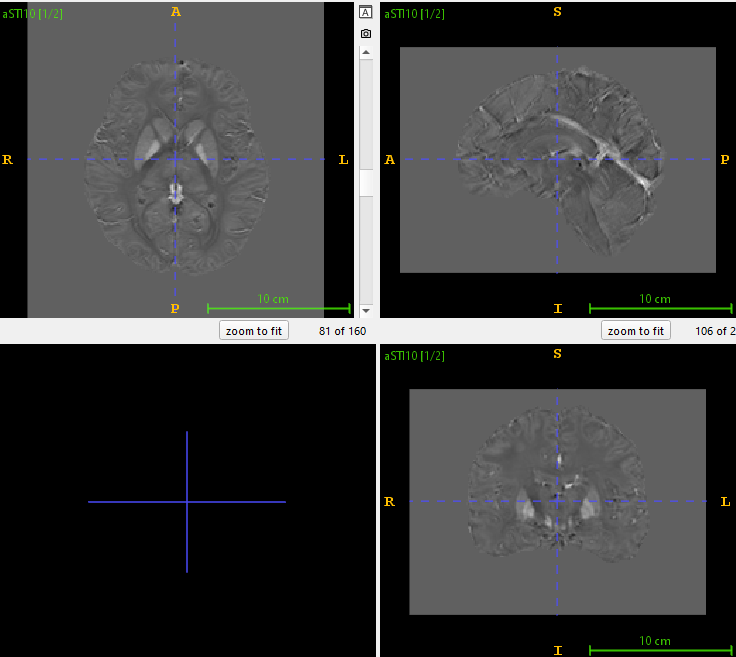 aSTI10 [1/2]
A
R
L
10 cm
P
zoom to fit
81 of 160
A
aSTI10 [1/2]
S
A
P
10 cm
I
zoom to fit
106 of 2
aSTI10 [1/2]
S
R
L
10 cm
I